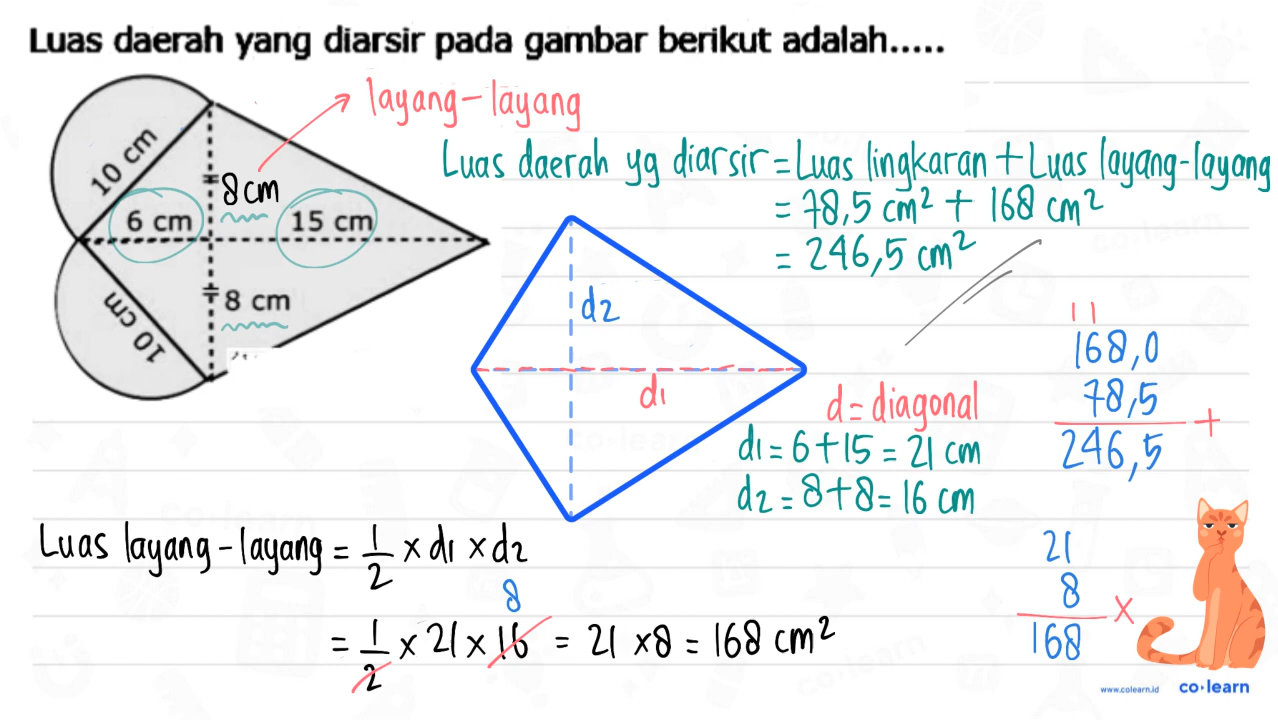 Luas daerah yang diarsir pada gambar berikut adalah.....
10 cm
6 cm
8 cm
15 cm
8 cm
10 cm
layang-layang
Luas daerah yg diarsir = Luas lingkaran + Luas layang-layang
= 78,5 cm² + 168 cm²
= 246,5 cm²
d2
d1
d = diagonal
d1 = 6 + 15 = 21 cm
d2 = 8 + 8 = 16 cm
11
168,0
78,5
+
246,5
Luas layang-layang = 1/2 × d1 × d2
8
= 1/2 × 21 × 16 = 21 × 8 = 168 cm²
21
8
×
168
www.colearn.id co·learn